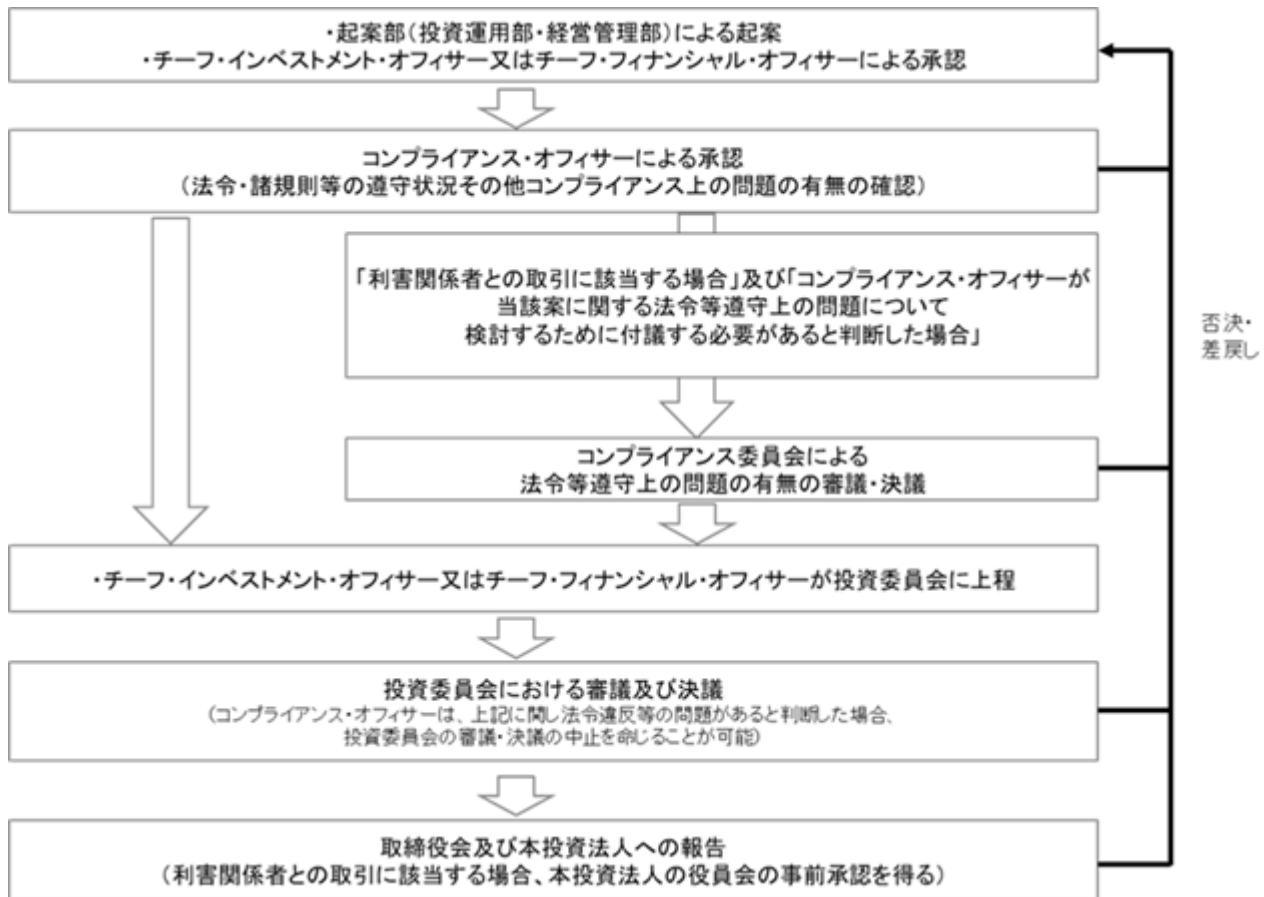 ・起案部(投資運用部・経営管理部)による起案
・チーフ・インベストメント・オフィサー又はチーフ・フィナンシャル・オフィサーによる承認
コンプライアンス・オフィサーによる承認
(法令・諸規則等の遵守状況その他コンプライアンス上の問題の有無の確認)
「利害関係者との取引に該当する場合」及び「コンプライアンス・オフィサーが
当該案に関する法令等遵守上の問題について
検討するために付議する必要があると判断した場合」
否決・
差戻し
コンプライアンス委員会による
法令等遵守上の問題の有無の審議・決議
・チーフ・インベストメント・オフィサー又はチーフ・フィナンシャル・オフィサーが投資委員会に上程
投資委員会における審議及び決議
(コンプライアンス・オフィサーは、上記に関し法令違反等の問題があると判断した場合、
投資委員会の審議・決議の中止を命じることが可能)
取締役会及び本投資法人への報告
(利害関係者との取引に該当する場合、本投資法人の役員会の事前承認を得る)